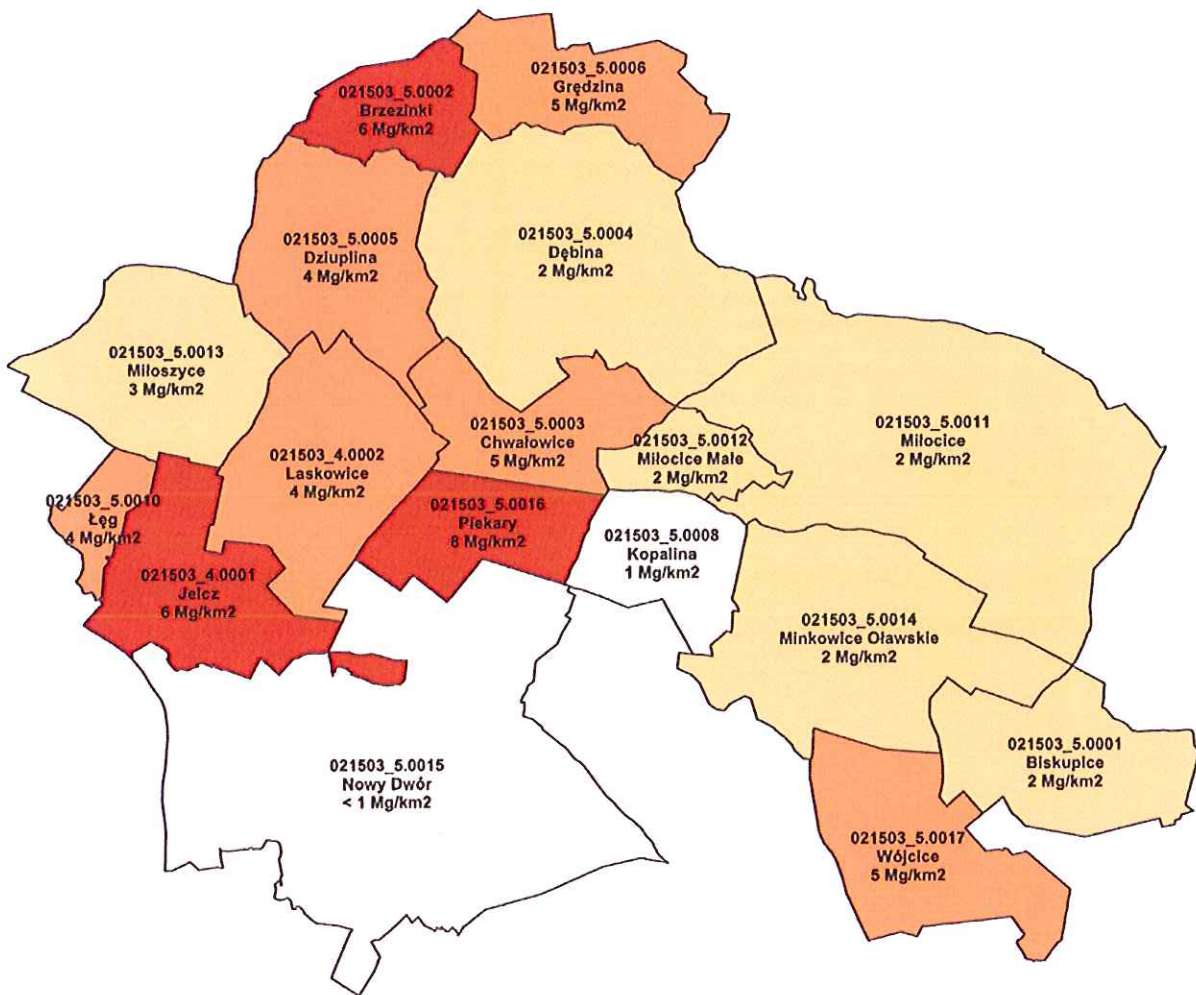 021503_5.0006
Grędzina
5 Mg/km2
021503_5.0002
Brzezinki
6 Mg/km2
021503_5.0005
Dziuplina
4 Mg/km2
021503_5.0004
Dębina
2 Mg/km2
021503_5.0013
Miłoszyce
3 Mg/km2
021503_5.0003
Chwałowice
5 Mg/km2
021503_5.0011
Miłocice
2 Mg/km2
021503_5.0012
Miłocice Małe
2 Mg/km2
021503_4.0002
Laskowice
4 Mg/km2
021503_5.0010
Łęg
4 Mg/km2
021503_5.0016
Piekary
8 Mg/km2
021503_5.0008
Kopalina
1 Mg/km2
021503_4.0001
Jelcz
6 Mg/km2
021503_5.0014
Minkowice Oławskie
2 Mg/km2
021503_5.0001
Biskupice
2 Mg/km2
021503_5.0015
Nowy Dwór
< 1 Mg/km2
021503_5.0017
Wójcice
5 Mg/km2